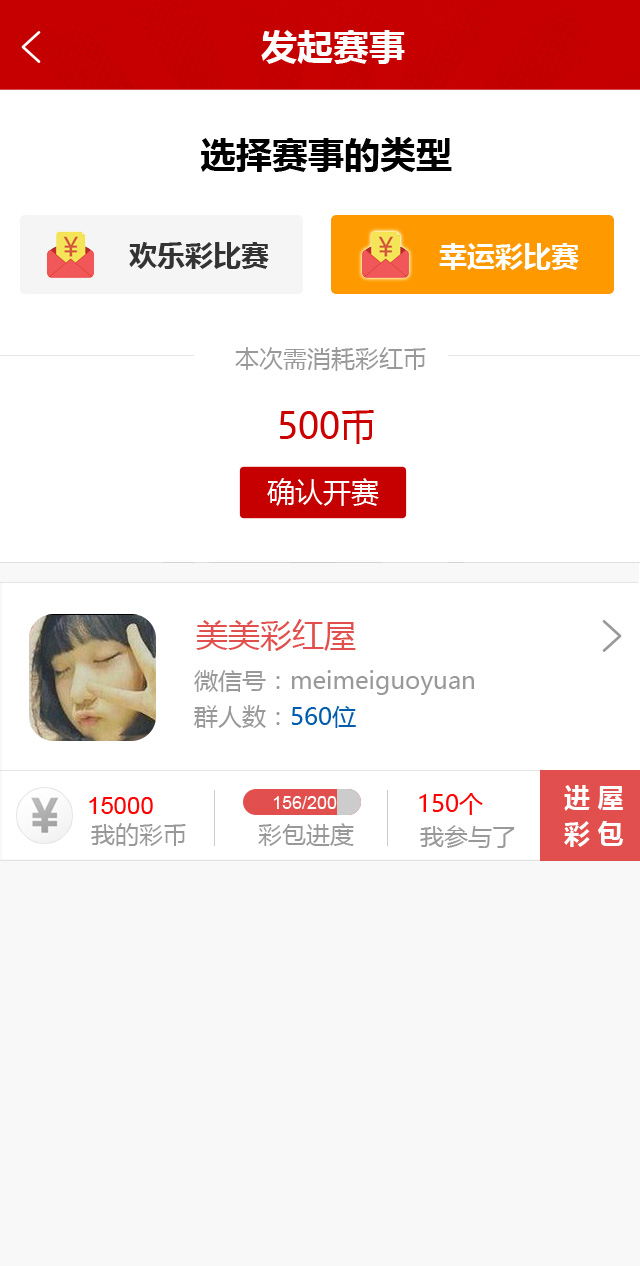 发起赛事
选择赛事的类型
¥ 欢乐彩比赛
¥ 幸运彩比赛
本次需消耗彩红币
500币
确认开赛
美美彩红屋
微信号：meimeiguoyuan
群人数：560位
¥
15000
我的彩币
156/200
彩包进度
150个
我参与了
进屋
彩包